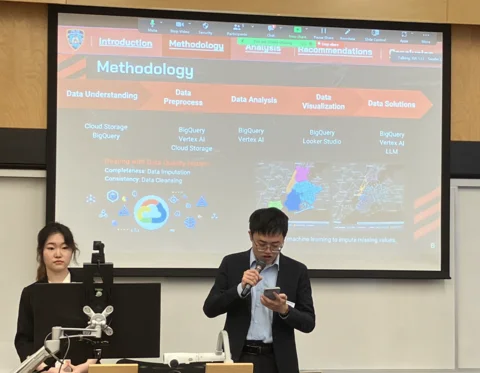 Introduction
Methodology
Analysis
Recommendations
Methodology
Data Understanding
Data Preprocess
Data Analysis
Data Visualization
Data Solutions
Cloud Storage
BigQuery
BigQuery
Vertex AI
Cloud Storage
BigQuery
Vertex AI
BigQuery
Looker Studio
BigQuery
Vertex AI
LLM
Completeness: Data Imputation
Consistency: Data Cleansing
machine learning to impute missing values.